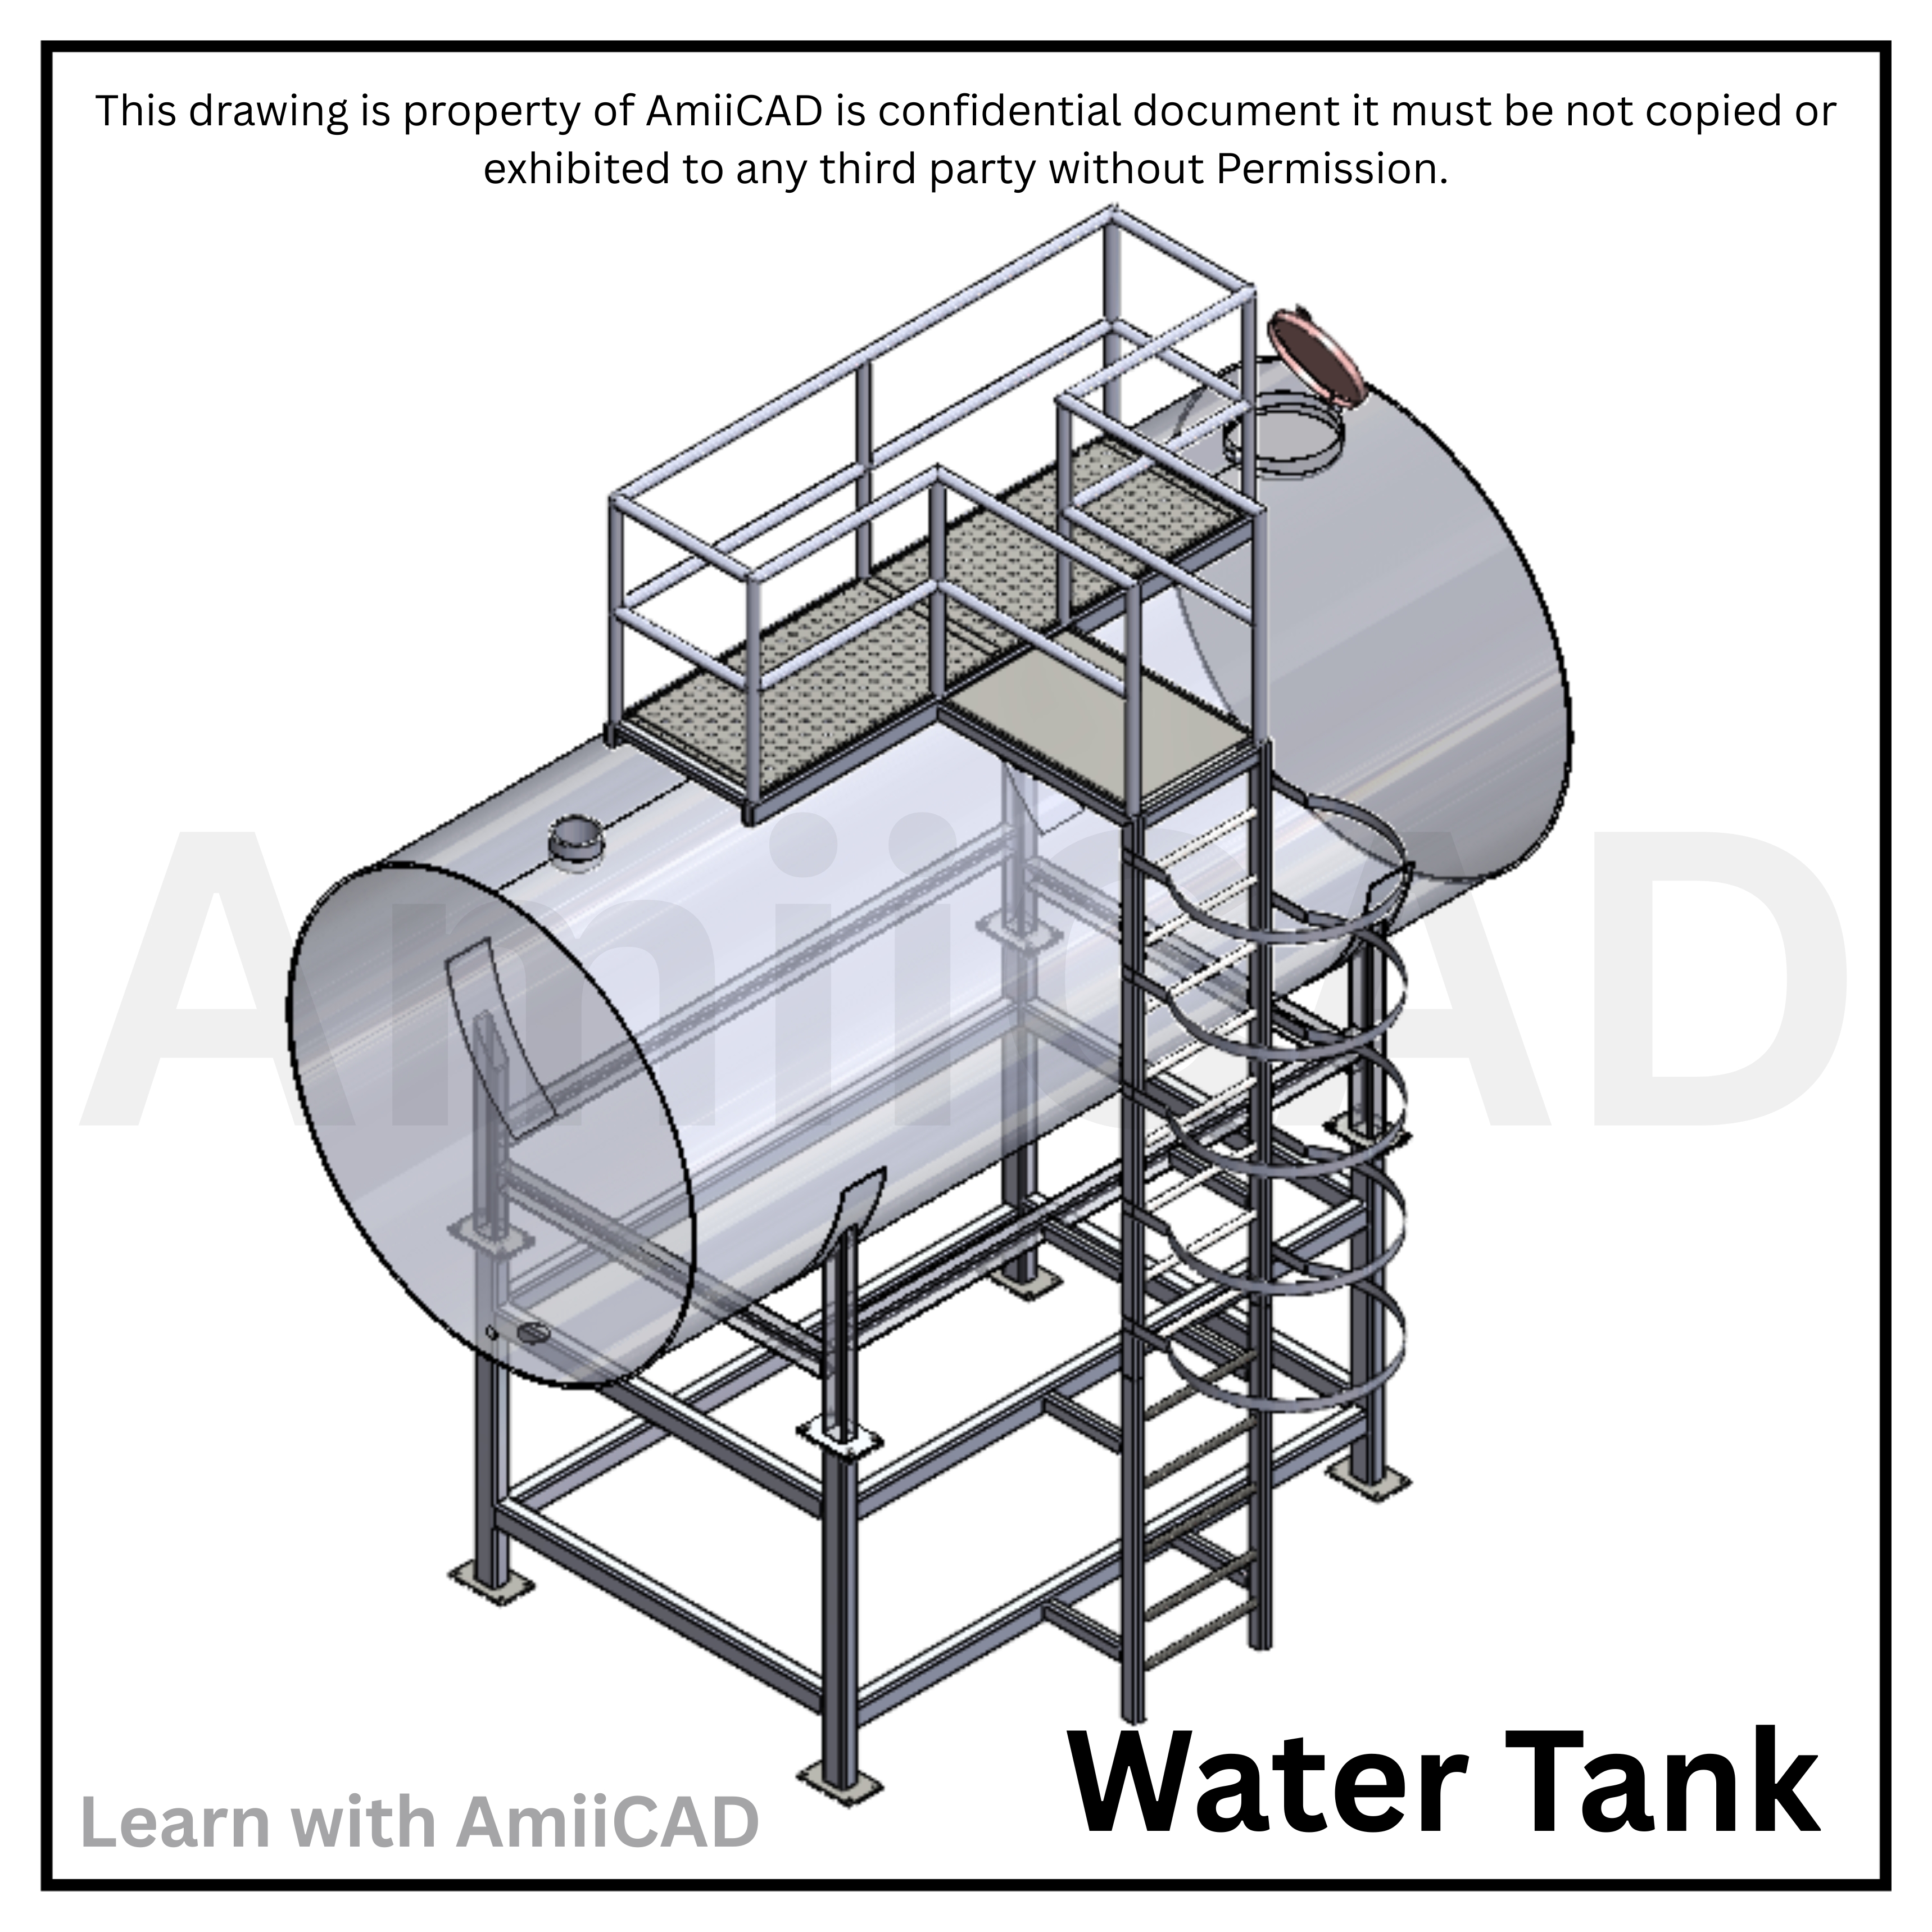 This drawing is property of AmiiCAD is confidential document it must be not copied or
exhibited to any third party without Permission.
AmiiCAD
Water Tank
Learn with AmiiCAD